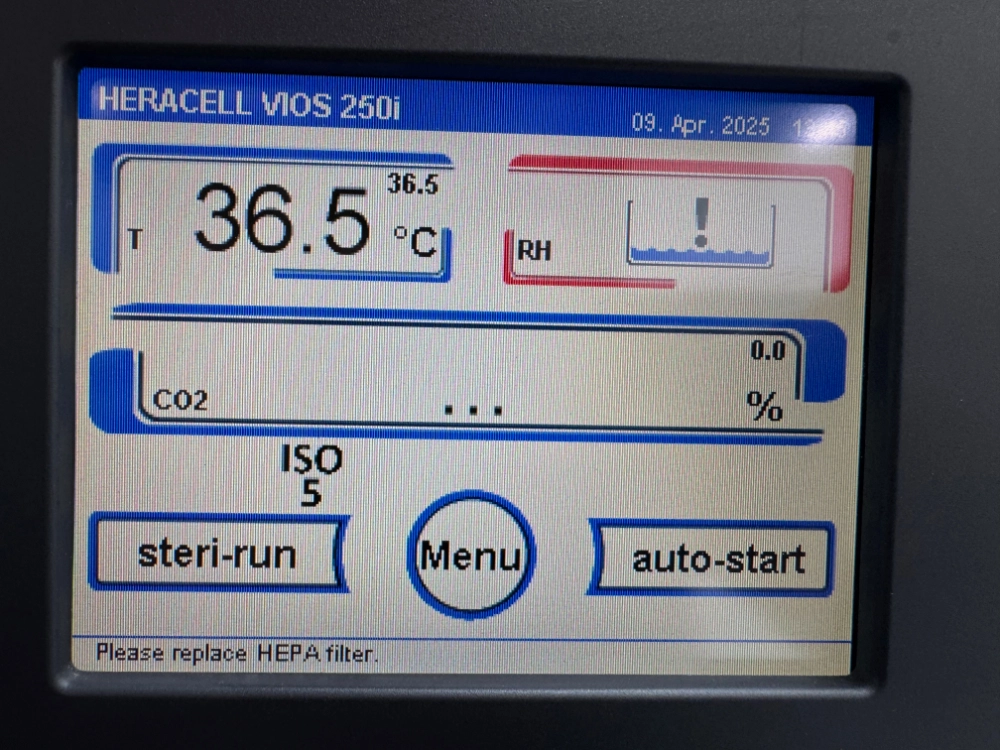 HERACELL VIOS 250i
09. Apr. 2025
36.5
T 36.5 °C
RH !
0.0
CO2 ... %
ISO
5
steri-run
Menu
auto-start
Please replace HEPA filter.